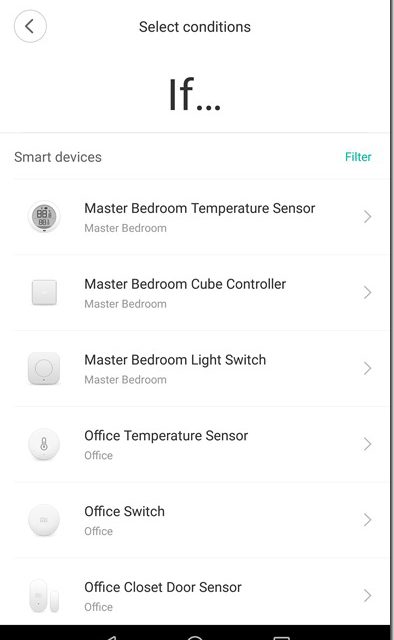 Select conditions
If...
Smart devices
Filter
Master Bedroom Temperature Sensor
Master Bedroom
Master Bedroom Cube Controller
Master Bedroom
Master Bedroom Light Switch
Master Bedroom
Office Temperature Sensor
Office
Office Switch
Office
Office Closet Door Sensor
Office